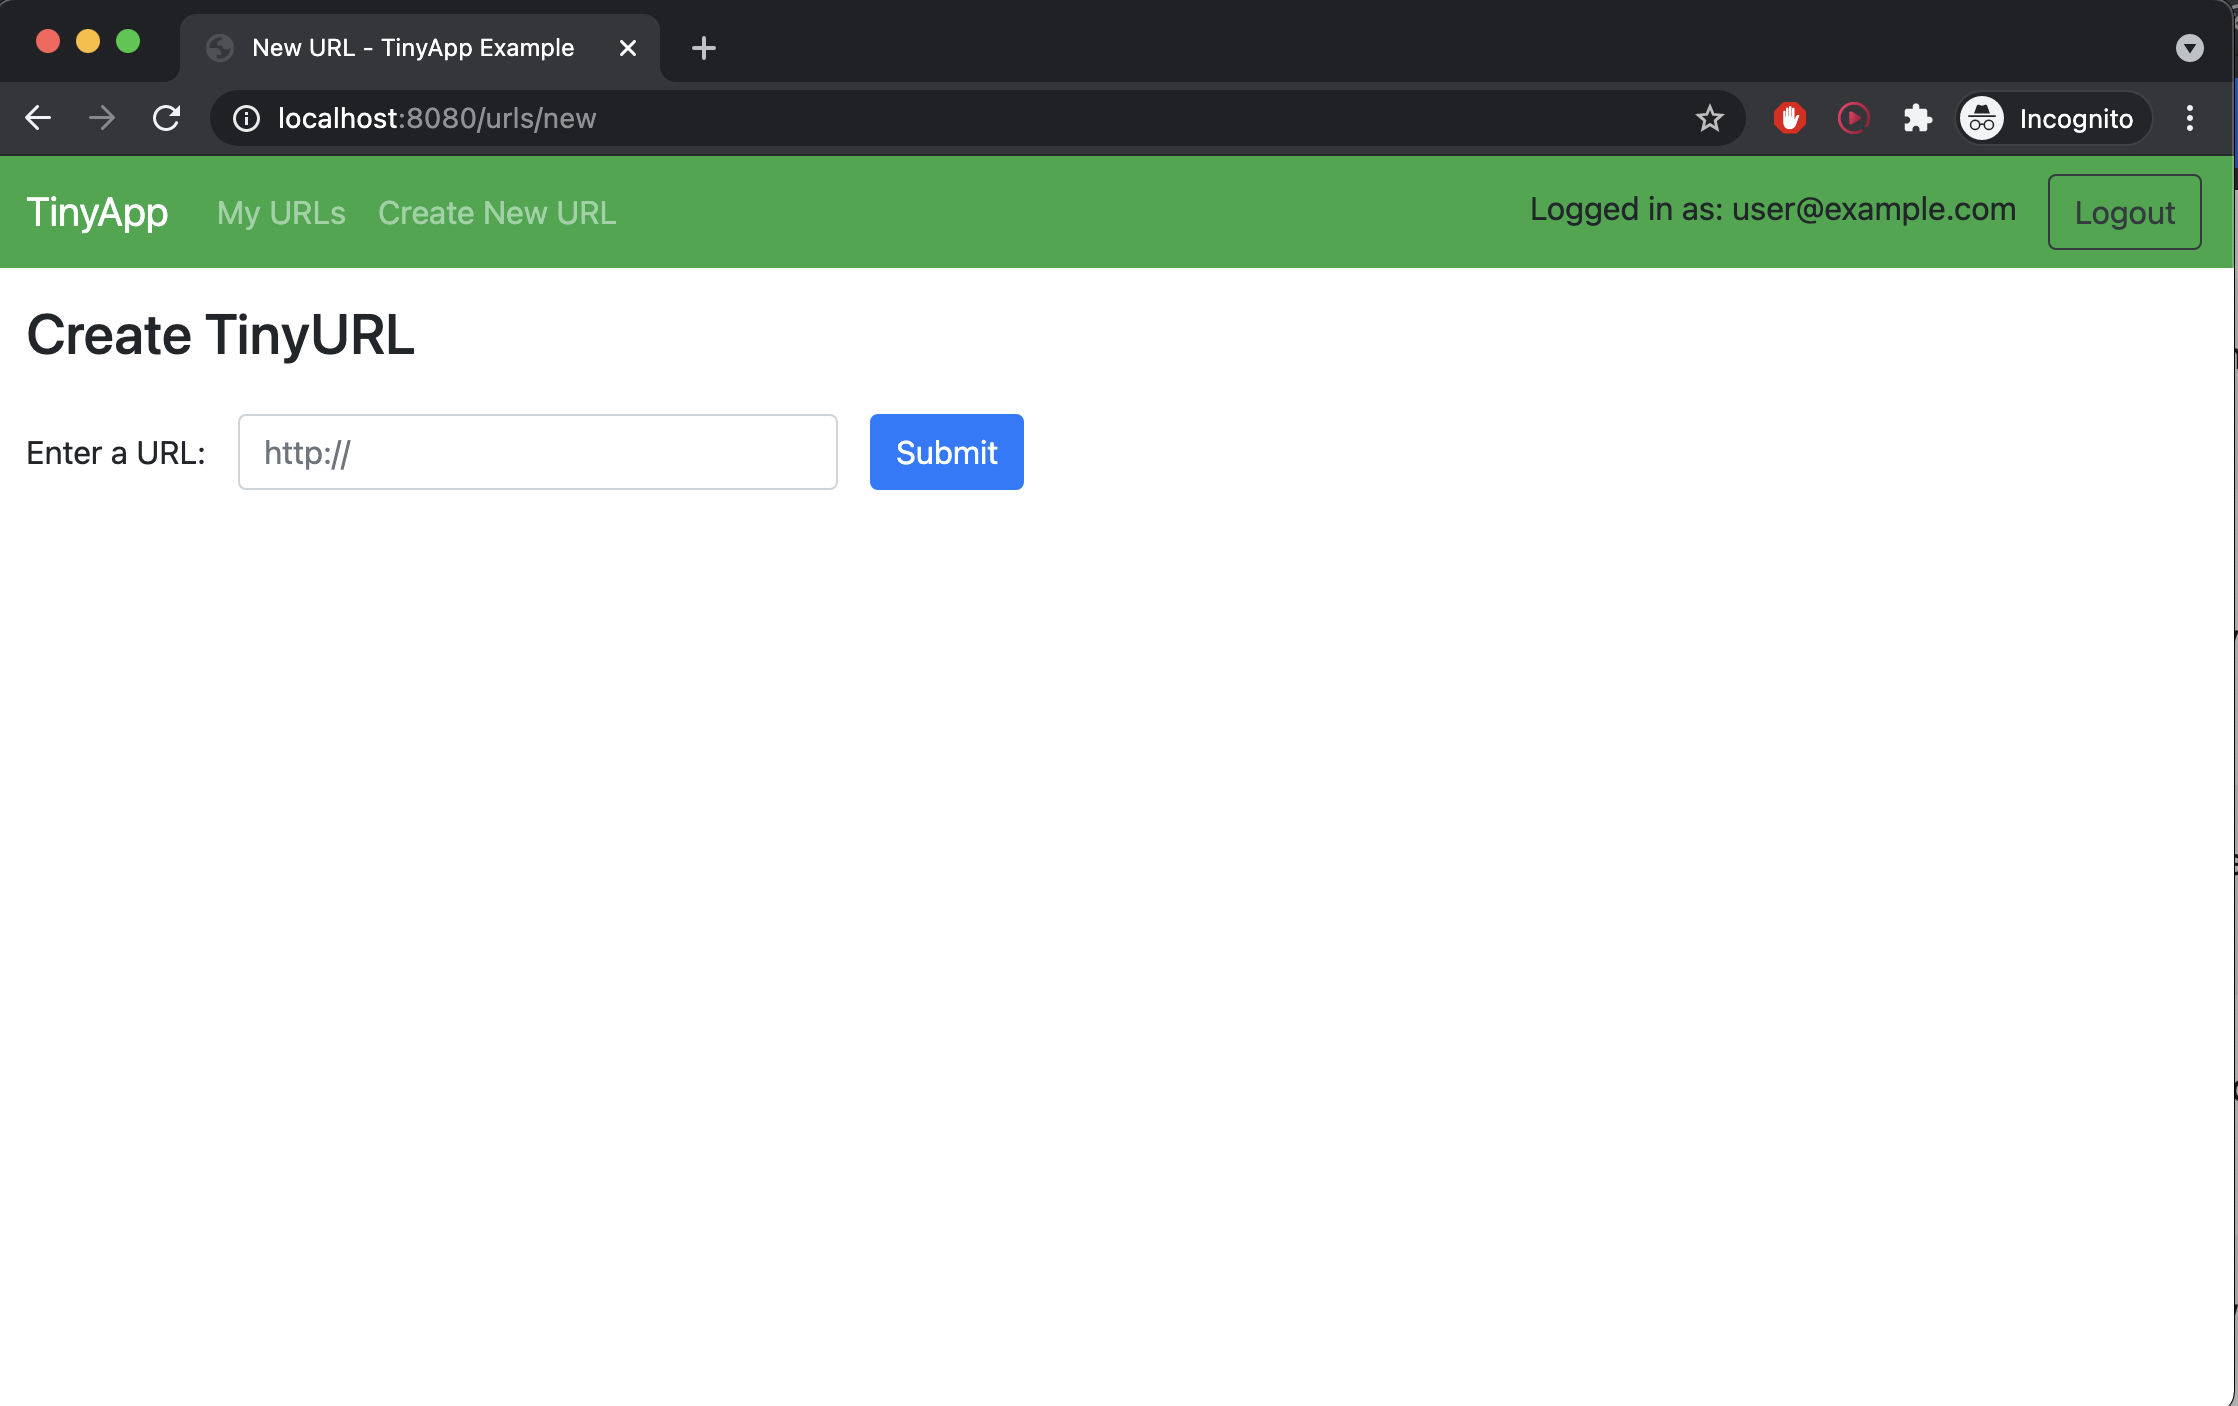 New URL - TinyApp Example
localhost:8080/urls/new
Incognito
TinyApp My URLs Create New URL Logged in as: user@example.com Logout
Create TinyURL
Enter a URL: http:// Submit